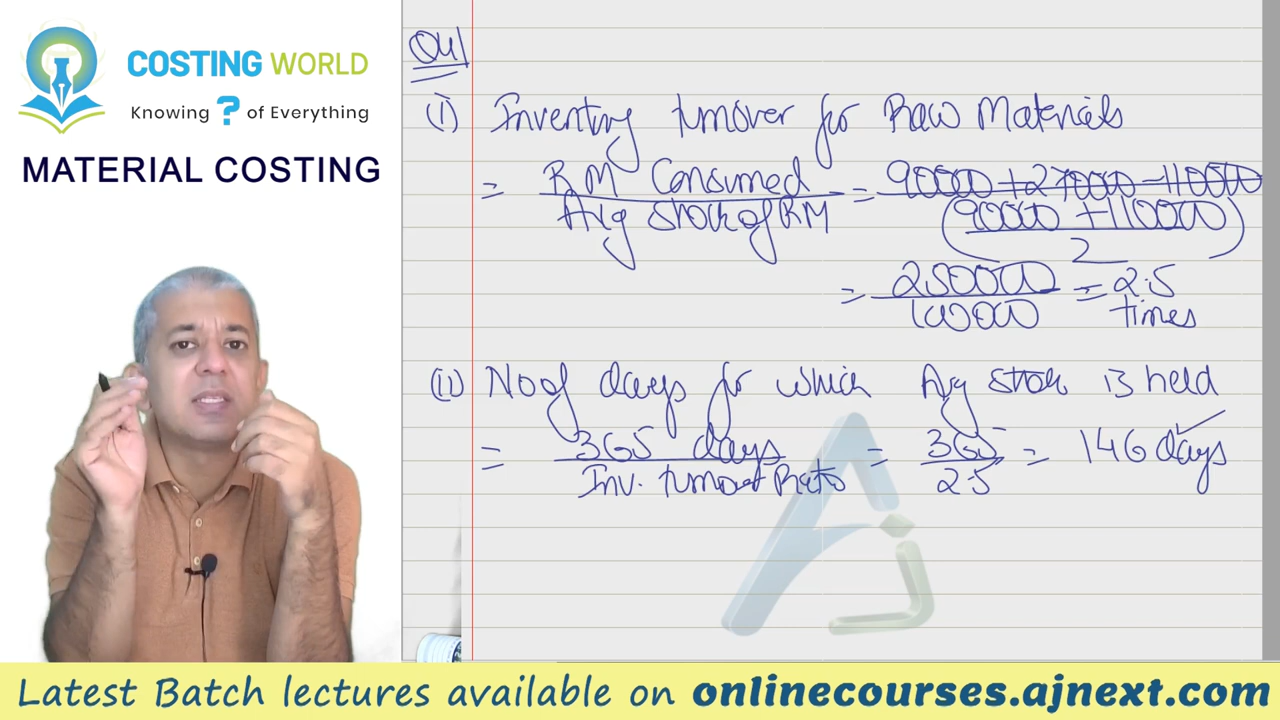 COSTING WORLD
Knowing ? of Everything
MATERIAL COSTING
Q41
(i) Inventory turnover for Raw Materials
= RM Consumed / Avg stock of RM = 90000 + 270000 - 110000 / (90000 + 110000 / 2)
= 250000 / 100000 = 2.5 times
(ii) No of days for which Avg stock is held
= 365 days / Inv. turnover Ratio = 365 / 2.5 = 146 days
Latest Batch lectures available on onlinecourses.ajnext.com